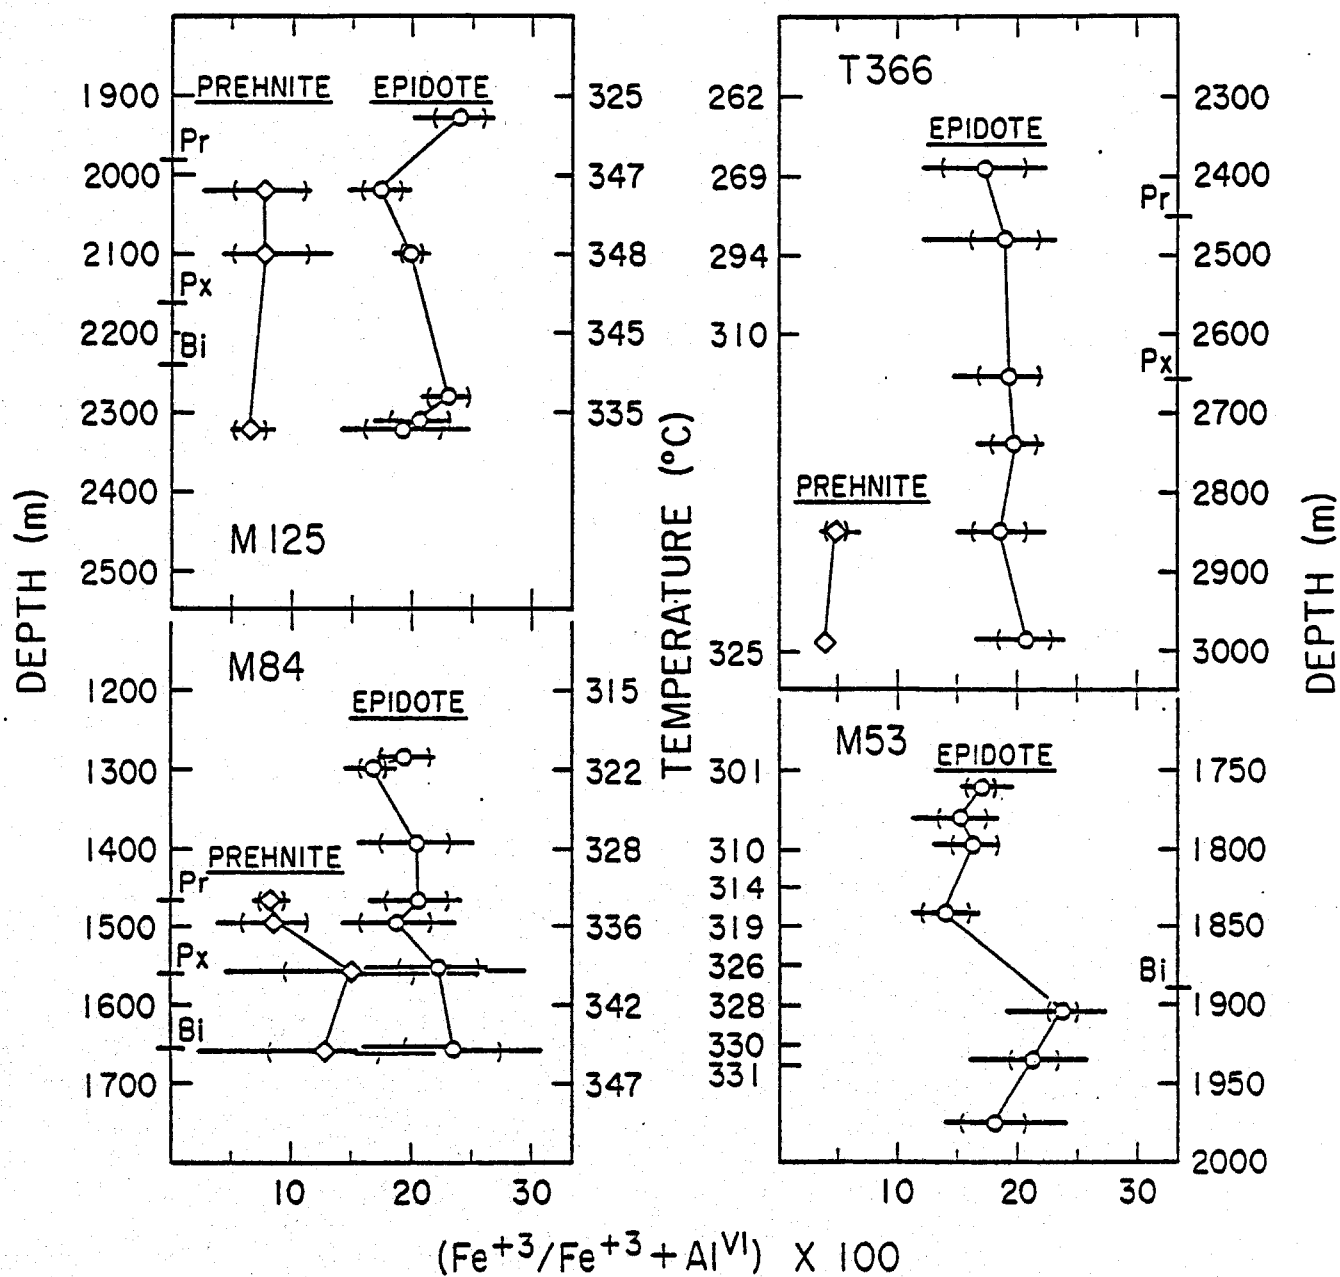 DEPTH (m)
PREHNITE
EPIDOTE
1900
325
Pr
2000
347
2100
348
Px
2200
345
Bi
2300
335
2400
M125
2500
M84
1200
315
EPIDOTE
1300
322
1400
328
PREHNITE
Pr
1500
336
Px
1600
342
Bi
1700
347
10
20
30
TEMPERATURE (°C)
T366
262
2300
EPIDOTE
269
2400
Pr
294
2500
310
2600
Px
2700
PREHNITE
2800
2900
325
3000
M53
EPIDOTE
301
1750
310
1800
314
319
1850
326
Bi
328
1900
330
331
1950
2000
10
20
30
DEPTH (m)
(Fe+3/Fe+3 + AlVI) X 100